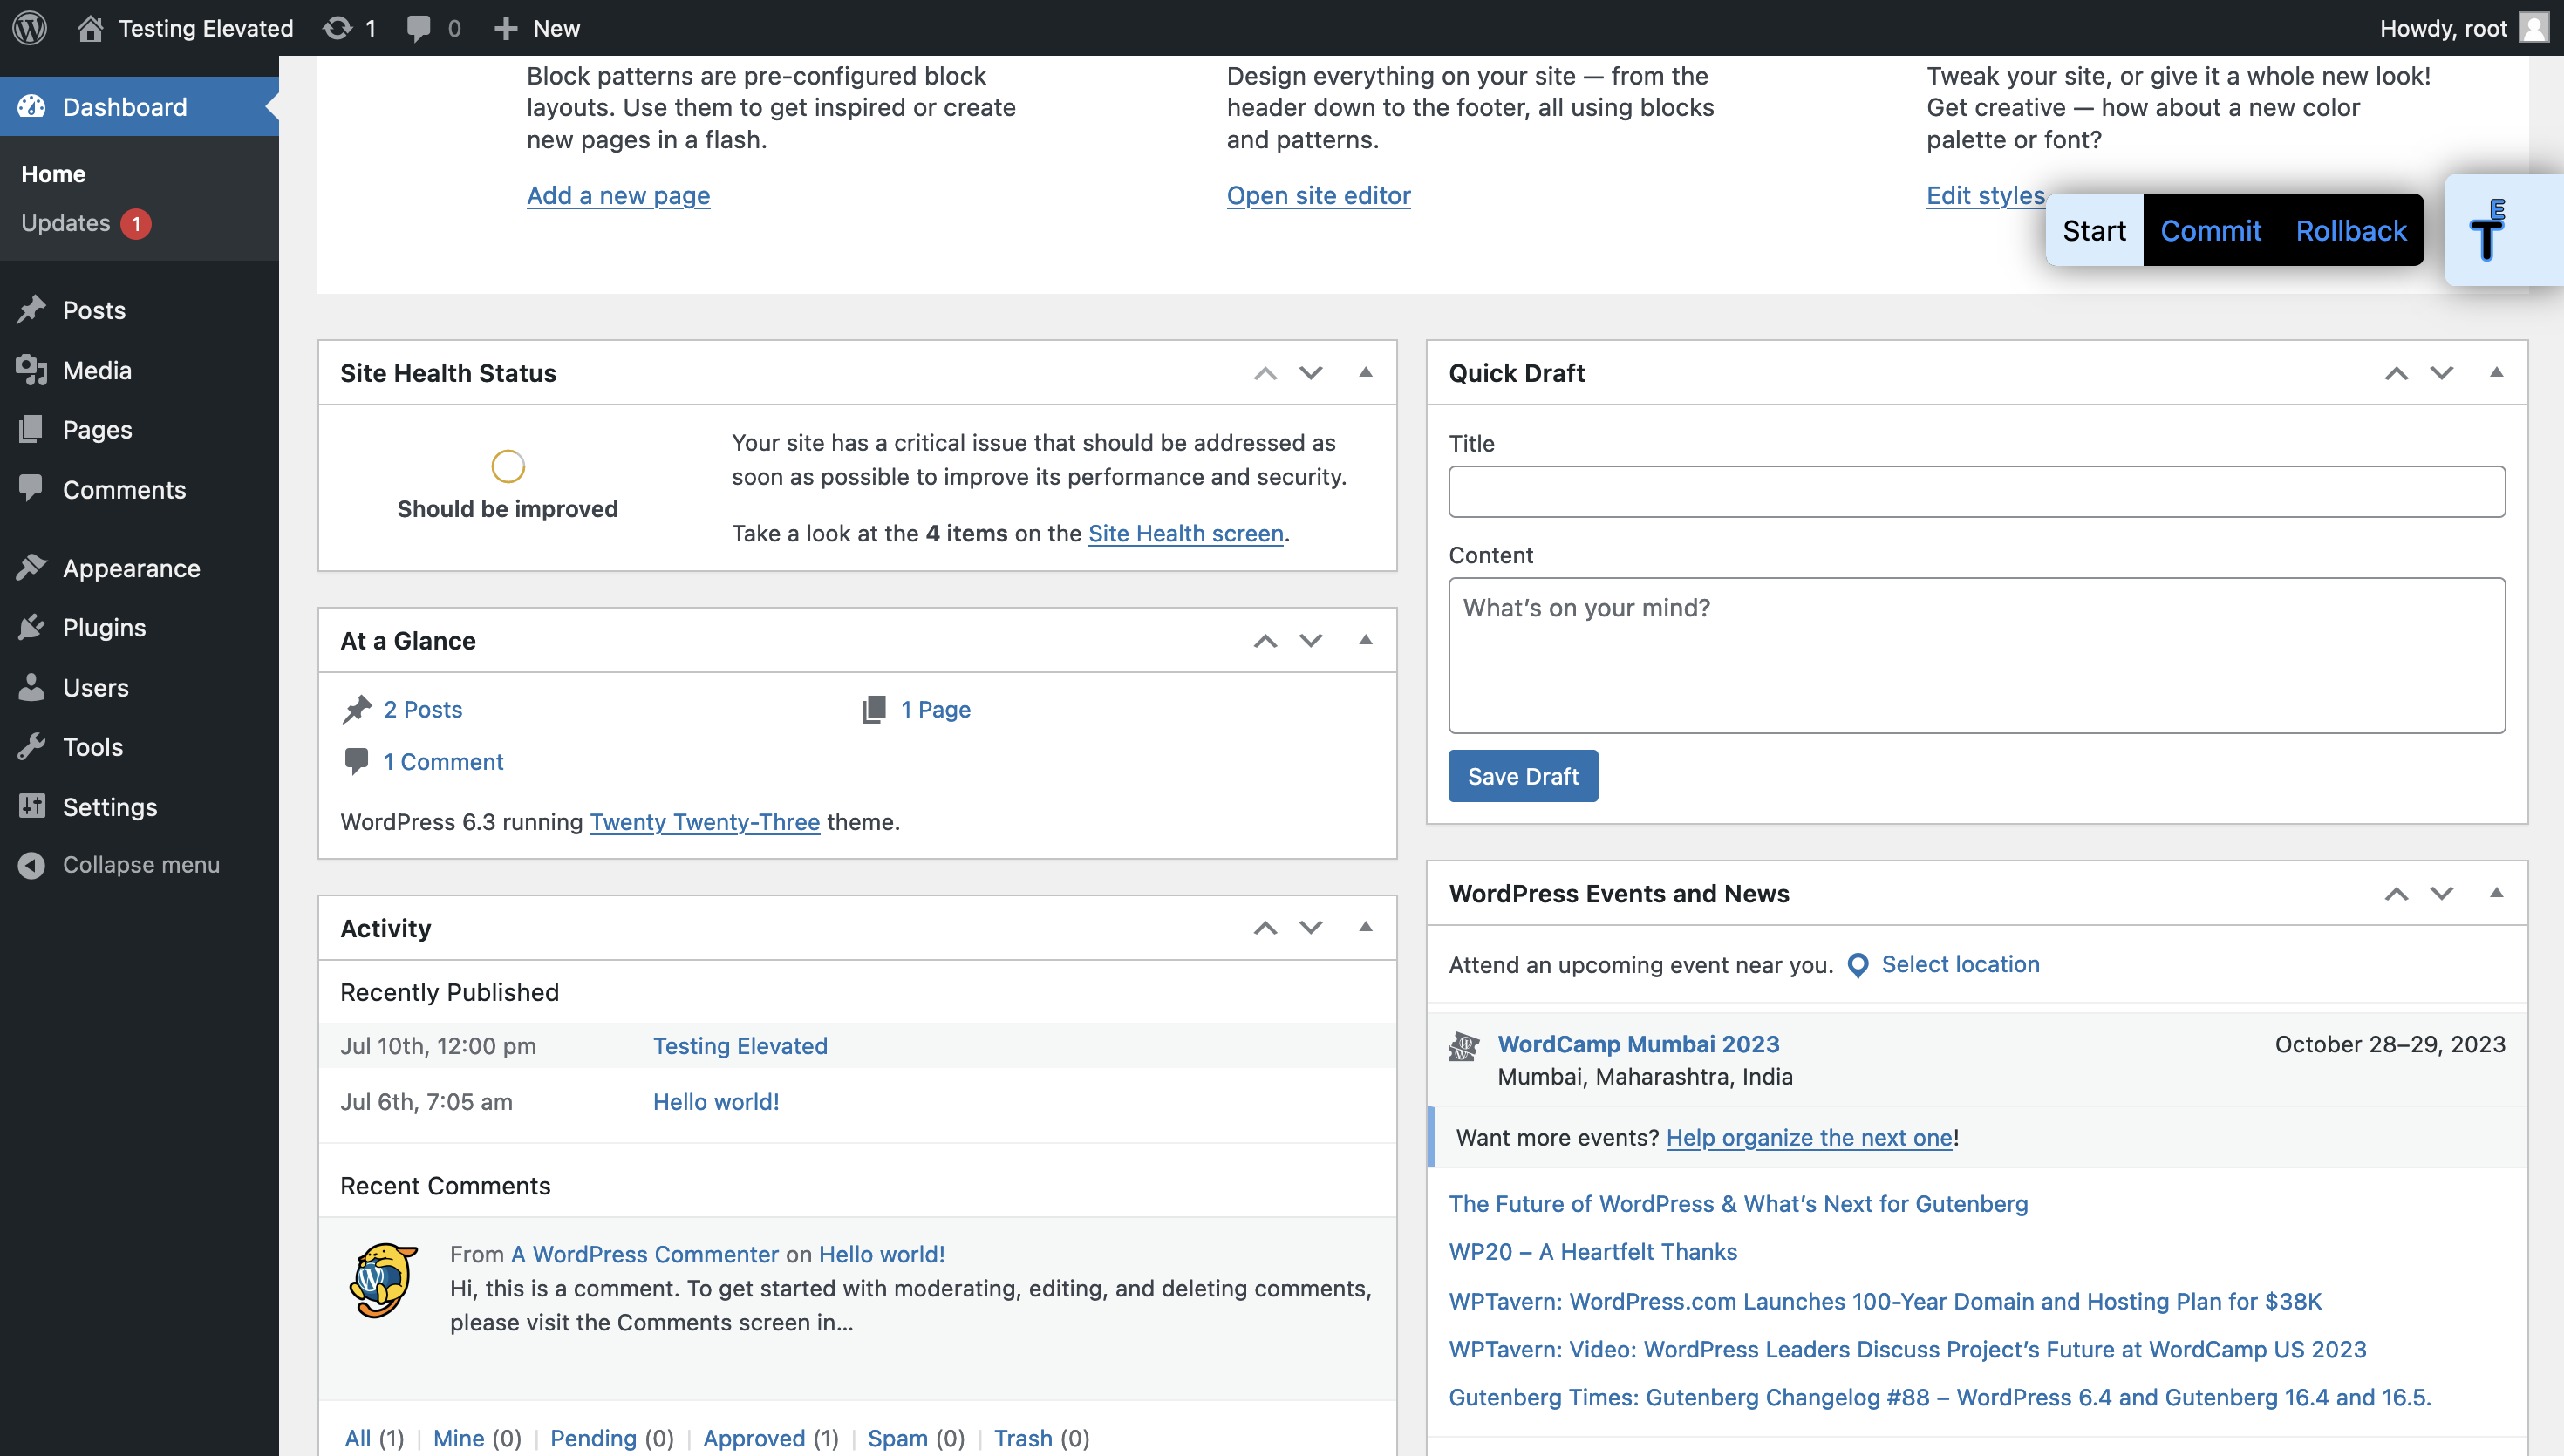 Testing Elevated
1
0
New
Howdy, root
Dashboard
Home
Updates 1
Posts
Media
Pages
Comments
Appearance
Plugins
Users
Tools
Settings
Collapse menu
Block patterns are pre-configured block
layouts. Use them to get inspired or create
new pages in a flash.
Add a new page
Design everything on your site — from the
header down to the footer, all using blocks
and patterns.
Open site editor
Tweak your site, or give it a whole new look!
Get creative — how about a new color
palette or font?
Edit styles
Start
Commit
Rollback
TE
Site Health Status
Should be improved
Your site has a critical issue that should be addressed as
soon as possible to improve its performance and security.
Take a look at the 4 items on the Site Health screen.
At a Glance
2 Posts
1 Page
1 Comment
WordPress 6.3 running Twenty Twenty-Three theme.
Activity
Recently Published
Jul 10th, 12:00 pm
Testing Elevated
Jul 6th, 7:05 am
Hello world!
Recent Comments
From A WordPress Commenter on Hello world!
Hi, this is a comment. To get started with moderating, editing, and deleting comments,
please visit the Comments screen in…
All (1) | Mine (0) | Pending (0) | Approved (1) | Spam (0) | Trash (0)
Quick Draft
Title
Content
What’s on your mind?
Save Draft
WordPress Events and News
Attend an upcoming event near you.
Select location
WordCamp Mumbai 2023
October 28–29, 2023
Mumbai, Maharashtra, India
Want more events? Help organize the next one!
The Future of WordPress & What’s Next for Gutenberg
WP20 – A Heartfelt Thanks
WPTavern: WordPress.com Launches 100-Year Domain and Hosting Plan for $38K
WPTavern: Video: WordPress Leaders Discuss Project’s Future at WordCamp US 2023
Gutenberg Times: Gutenberg Changelog #88 – WordPress 6.4 and Gutenberg 16.4 and 16.5.